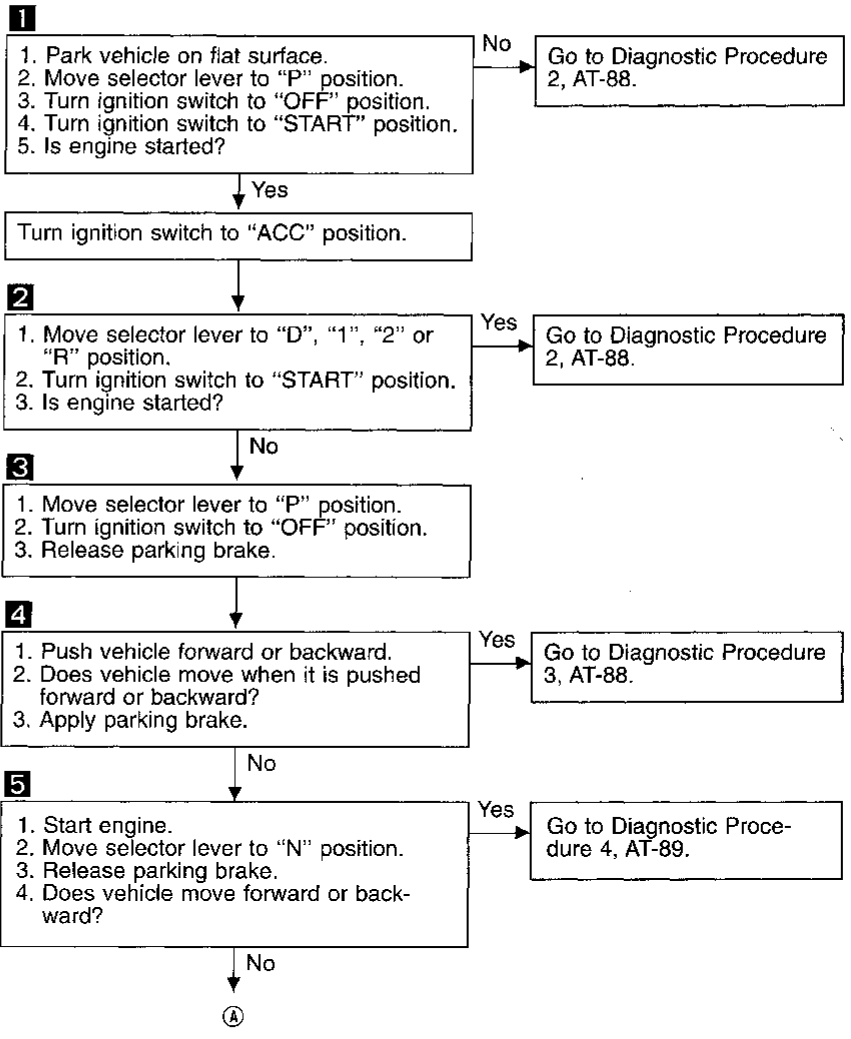 1
1. Park vehicle on flat surface.
2. Move selector lever to “P” position.
3. Turn ignition switch to “OFF” position.
4. Turn ignition switch to “START” position.
5. Is engine started?
No
Go to Diagnostic Procedure
2, AT-88.
Yes
Turn ignition switch to “ACC” position.
2
1. Move selector lever to “D”, “1”, “2” or
“R” position.
2. Turn ignition switch to “START” position.
3. Is engine started?
Yes
Go to Diagnostic Procedure
2, AT-88.
No
3
1. Move selector lever to “P” position.
2. Turn ignition switch to “OFF” position.
3. Release parking brake.
4
1. Push vehicle forward or backward.
2. Does vehicle move when it is pushed
forward or backward?
3. Apply parking brake.
Yes
Go to Diagnostic Procedure
3, AT-88.
No
5
1. Start engine.
2. Move selector lever to “N” position.
3. Release parking brake.
4. Does vehicle move forward or back-
ward?
Yes
Go to Diagnostic Proce-
dure 4, AT-89.
No
A